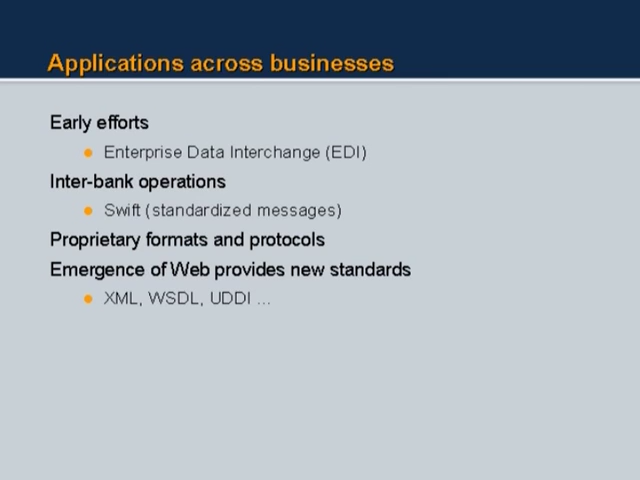 Applications across businesses
Early efforts
Enterprise Data Interchange (EDI)
Inter-bank operations
Swift (standardized messages)
Proprietary formats and protocols
Emergence of Web provides new standards
XML, WSDL, UDDI ...